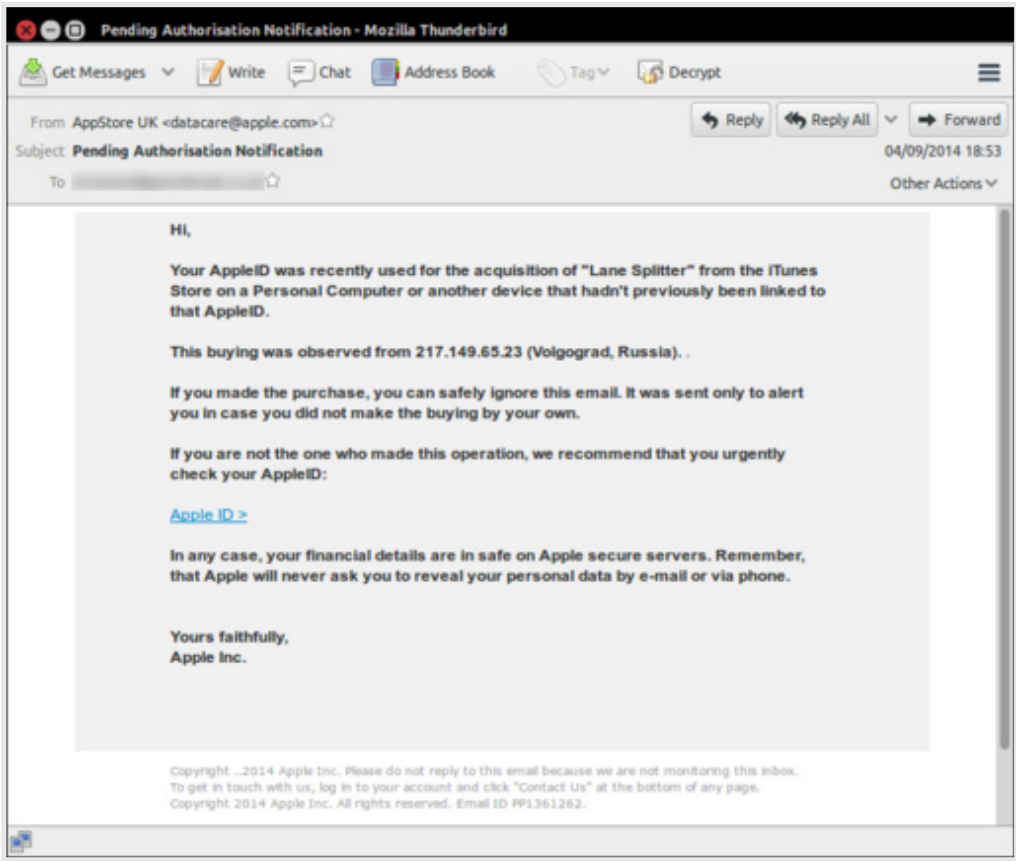 Pending Authorisation Notification - Mozilla Thunderbird
Get Messages Write Chat Address Book Tag Decrypt
From AppStore UK <datacare@apple.com> Reply Reply All Forward
Subject Pending Authorisation Notification 04/09/2014 18:53
To Other Actions
Hi,
Your AppleID was recently used for the acquisition of "Lane Splitter" from the iTunes
Store on a Personal Computer or another device that hadn't previously been linked to
that AppleID.
This buying was observed from 217.149.65.23 (Volgograd, Russia). .
If you made the purchase, you can safely ignore this email. It was sent only to alert
you in case you did not make the buying by your own.
If you are not the one who made this operation, we recommend that you urgently
check your AppleID:
Apple ID >
In any case, your financial details are in safe on Apple secure servers. Remember,
that Apple will never ask you to reveal your personal data by e-mail or via phone.
Yours faithfully,
Apple Inc.
Copyright ..2014 Apple Inc. Please do not reply to this email because we are not monitoring this inbox.
To get in touch with us, log in to your account and click "Contact Us" at the bottom of any page.
Copyright 2014 Apple Inc. All rights reserved. Email ID PP1361262.